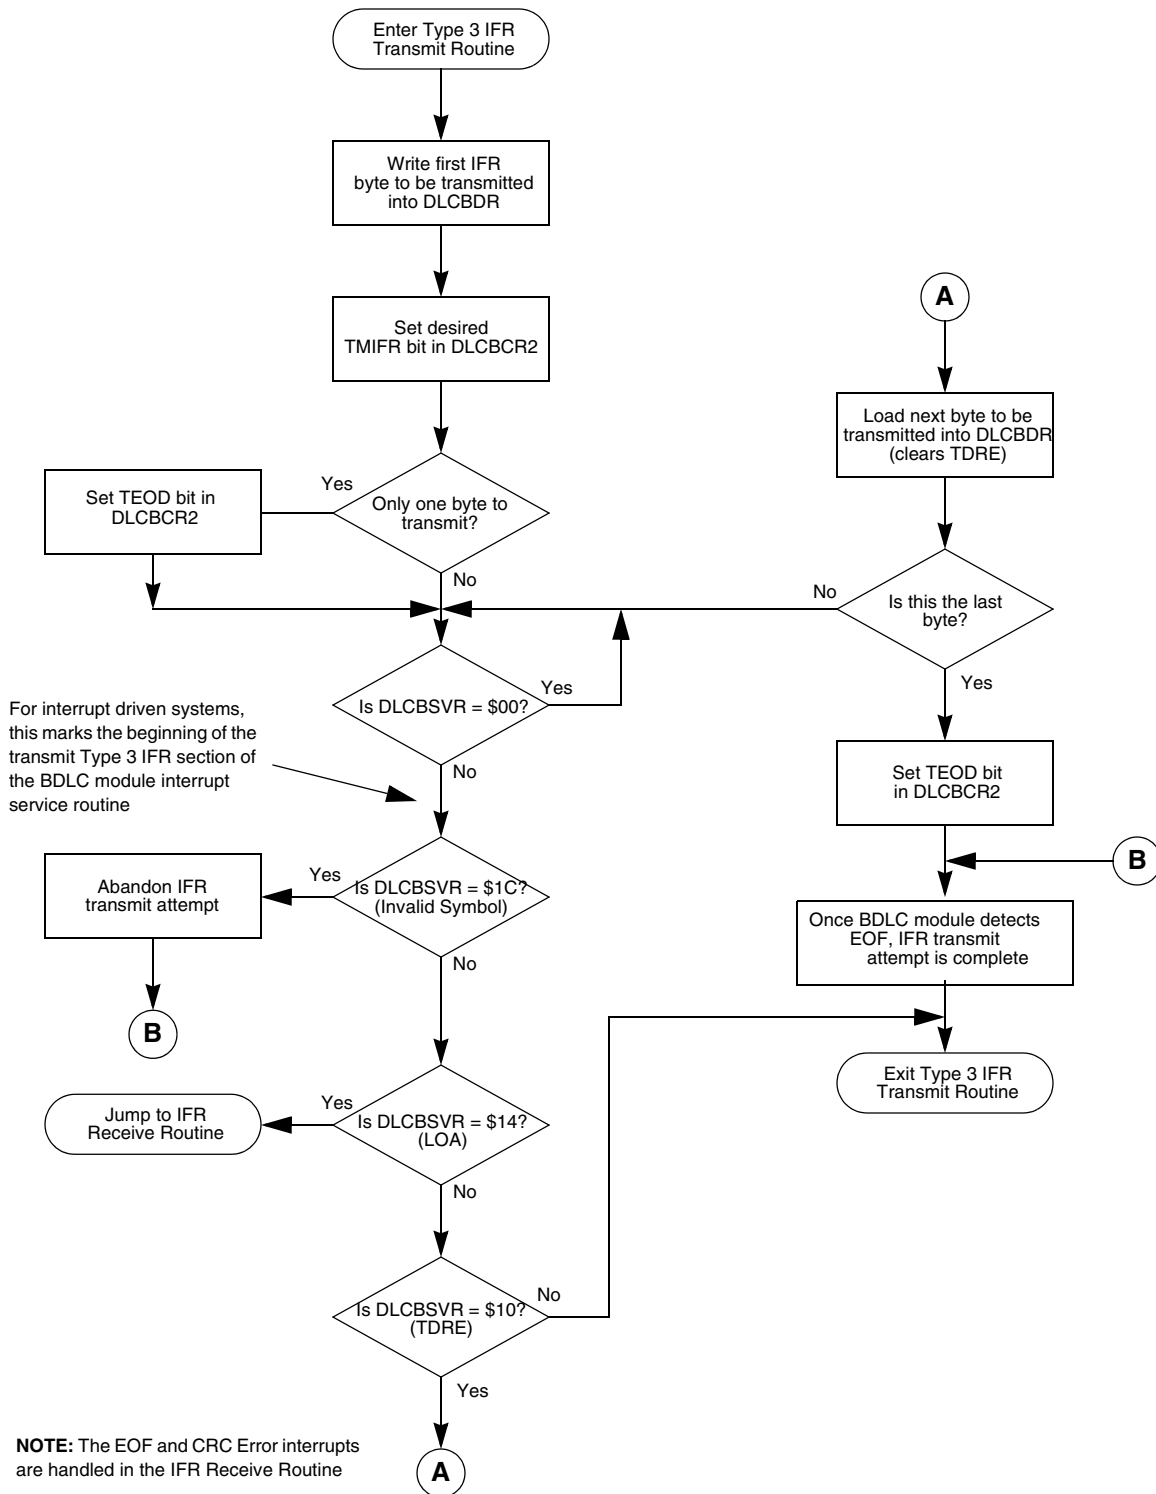 Enter Type 3 IFR
Transmit Routine
Write first IFR
byte to be transmitted
into DLCBDR
Set desired
TMIFR bit in DLCBCR2
Only one byte to
transmit?
Yes
No
Set TEOD bit in
DLCBCR2
Is DLCBSVR = $00?
Yes
No
For interrupt driven systems,
this marks the beginning of the
transmit Type 3 IFR section of
the BDLC module interrupt
service routine
Is DLCBSVR = $1C?
(Invalid Symbol)
Yes
No
Abandon IFR
transmit attempt
B
Is DLCBSVR = $14?
(LOA)
Yes
No
Jump to IFR
Receive Routine
Is DLCBSVR = $10?
(TDRE)
No
Yes
A
NOTE: The EOF and CRC Error interrupts
are handled in the IFR Receive Routine
A
Load next byte to be
transmitted into DLCBDR
(clears TDRE)
Is this the last
byte?
No
Yes
Set TEOD bit
in DLCBCR2
B
Once BDLC module detects
EOF, IFR transmit
attempt is complete
Exit Type 3 IFR
Transmit Routine